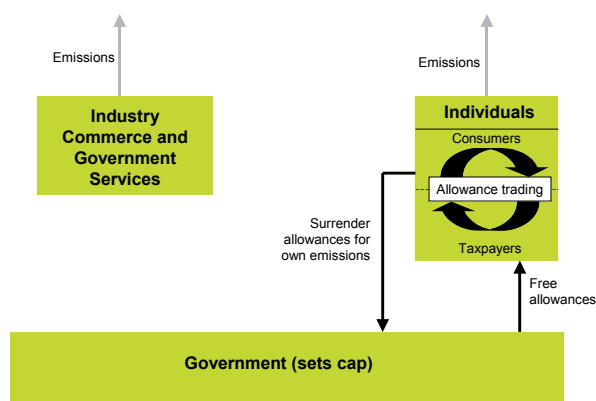 Emissions
Industry
Commerce and
Government
Services
Emissions
Individuals
Consumers
Allowance trading
Taxpayers
Surrender
allowances for
own emissions
Free
allowances
Government (sets cap)